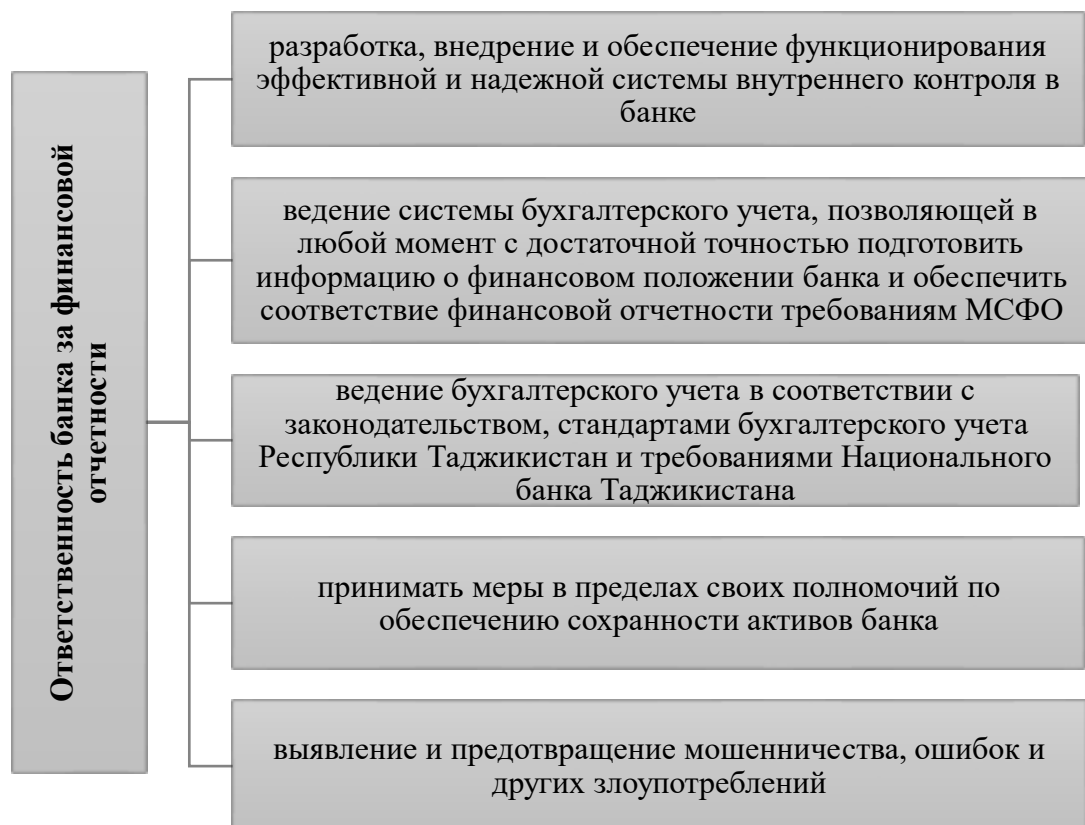 Ответственность банка за финансовой
отчетности
разработка, внедрение и обеспечение функционирования
эффективной и надежной системы внутреннего контроля в
банке
ведение системы бухгалтерского учета, позволяющей в
любой момент с достаточной точностью подготовить
информацию о финансовом положении банка и обеспечить
соответствие финансовой отчетности требованиям МСФО
ведение бухгалтерского учета в соответствии с
законодательством, стандартами бухгалтерского учета
Республики Таджикистан и требованиями Национального
банка Таджикистана
принимать меры в пределах своих полномочий по
обеспечению сохранности активов банка
выявление и предотвращение мошенничества, ошибок и
других злоупотреблений